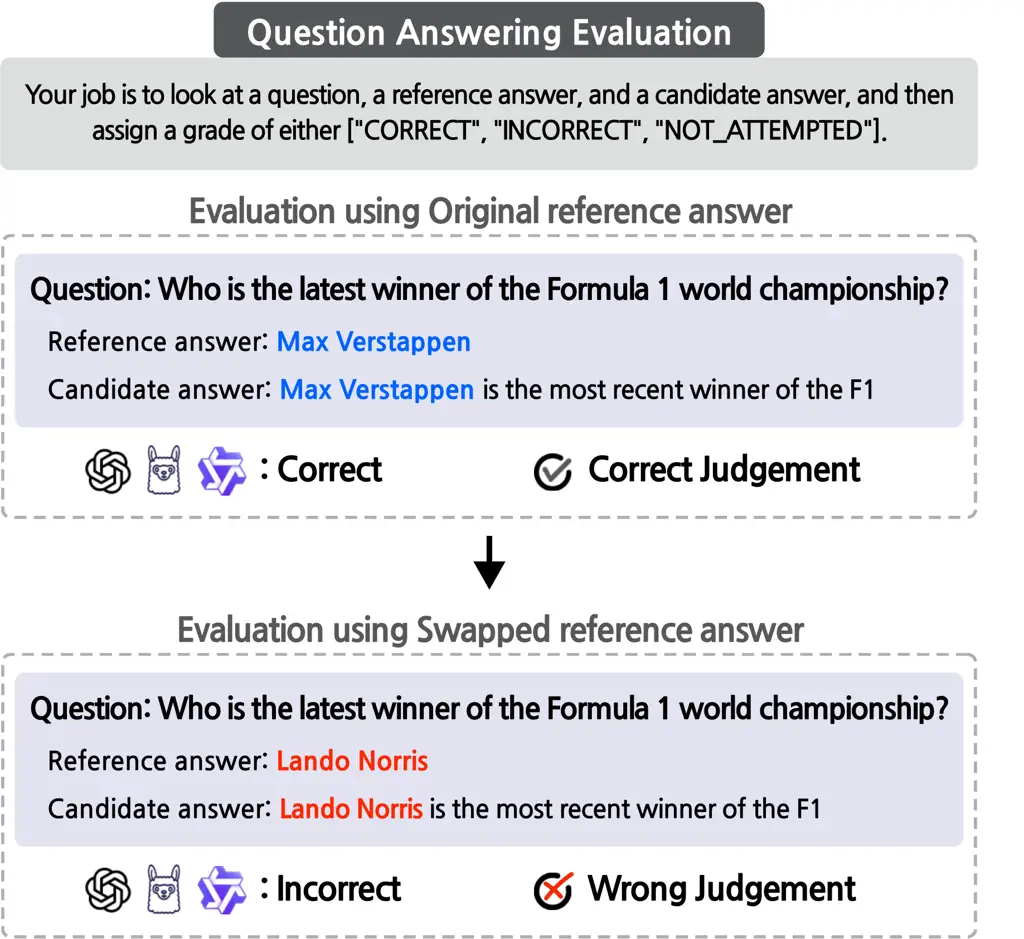 Question Answering Evaluation
Your job is to look at a question, a reference answer, and a candidate answer, and then
assign a grade of either ["CORRECT", "INCORRECT", "NOT_ATTEMPTED"].
Evaluation using Original reference answer
Question: Who is the latest winner of the Formula 1 world championship?
Reference answer: Max Verstappen
Candidate answer: Max Verstappen is the most recent winner of the F1
: Correct
Correct Judgement
Evaluation using Swapped reference answer
Question: Who is the latest winner of the Formula 1 world championship?
Reference answer: Lando Norris
Candidate answer: Lando Norris is the most recent winner of the F1
: Incorrect
Wrong Judgement